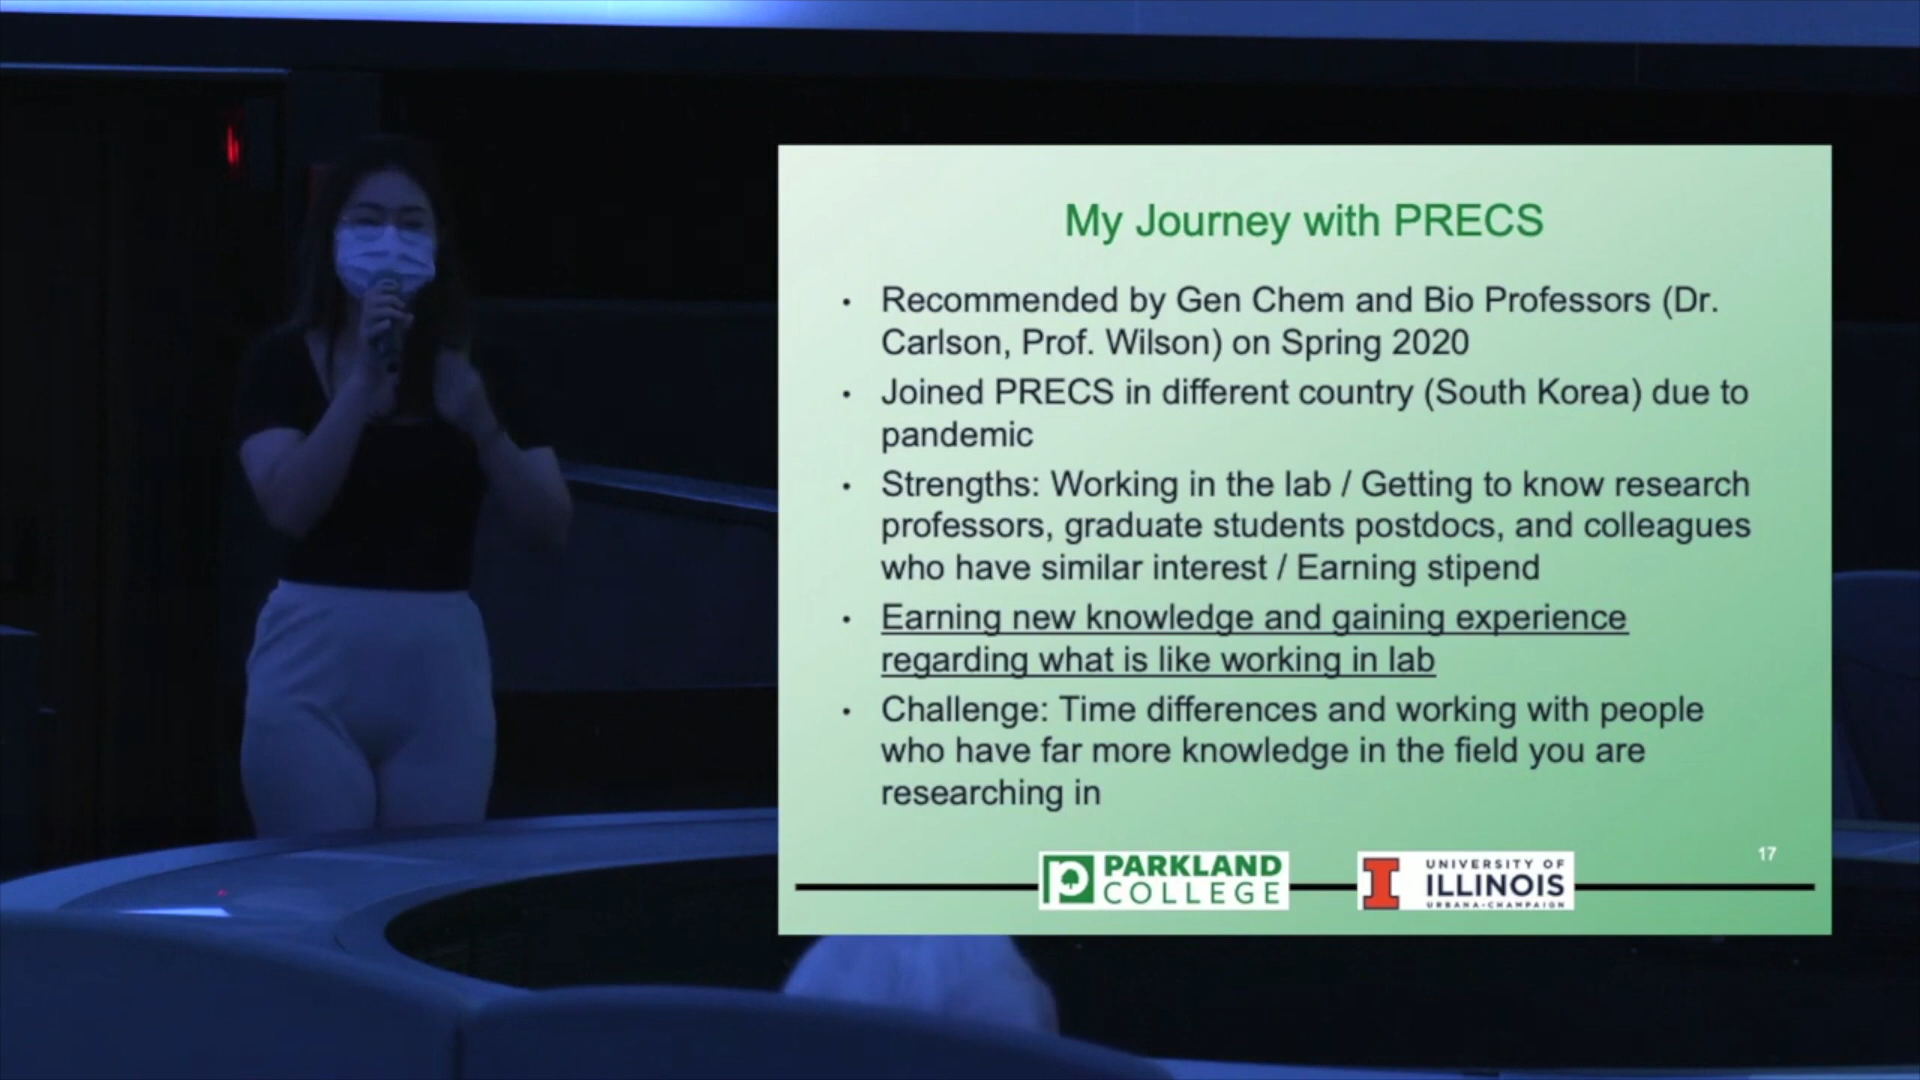 My Journey with PRECS
• Recommended by Gen Chem and Bio Professors (Dr.
Carlson, Prof. Wilson) on Spring 2020
• Joined PRECS in different country (South Korea) due to
pandemic
• Strengths: Working in the lab / Getting to know research
professors, graduate students postdocs, and colleagues
who have similar interest / Earning stipend
• Earning new knowledge and gaining experience
regarding what is like working in lab
• Challenge: Time differences and working with people
who have far more knowledge in the field you are
researching in
17
PARKLAND
COLLEGE
UNIVERSITY OF
ILLINOIS
URBANA-CHAMPAIGN